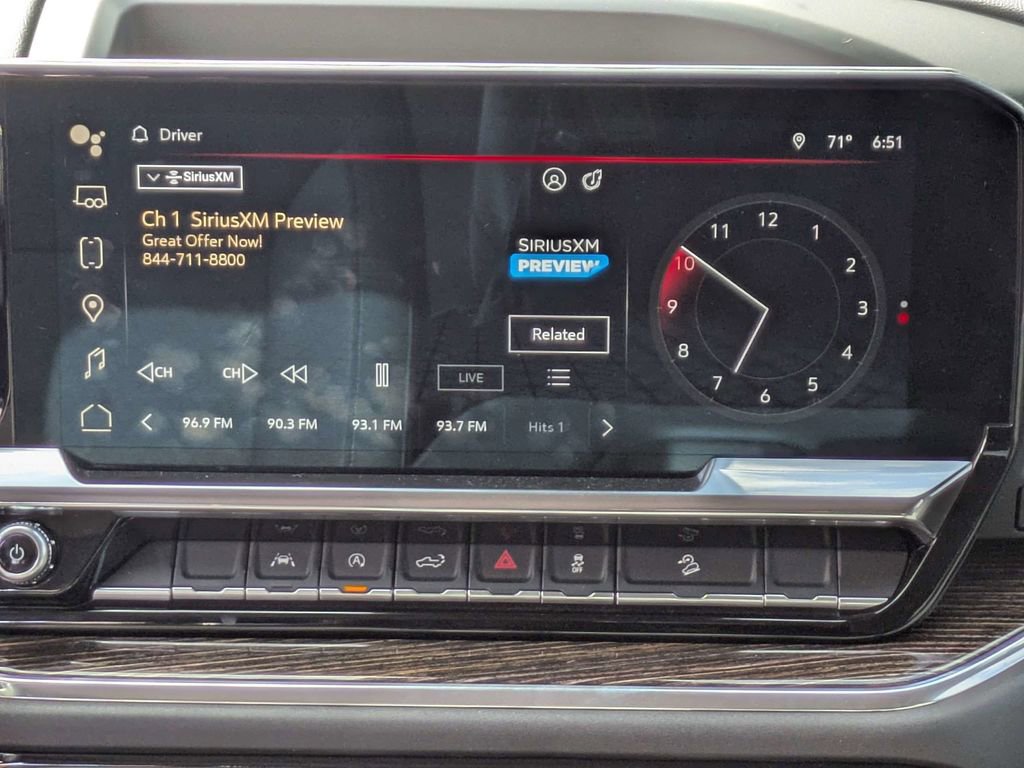 Driver
71° 6:51
SiriusXM
Ch 1 SiriusXM Preview
Great Offer Now!
844-711-8800
SIRIUSXM
PREVIEW
Related
CH
CH
LIVE
96.9 FM 90.3 FM 93.1 FM 93.7 FM Hits 1
12
1
2
3
4
5
6
7
8
9
10
11
A
OFF